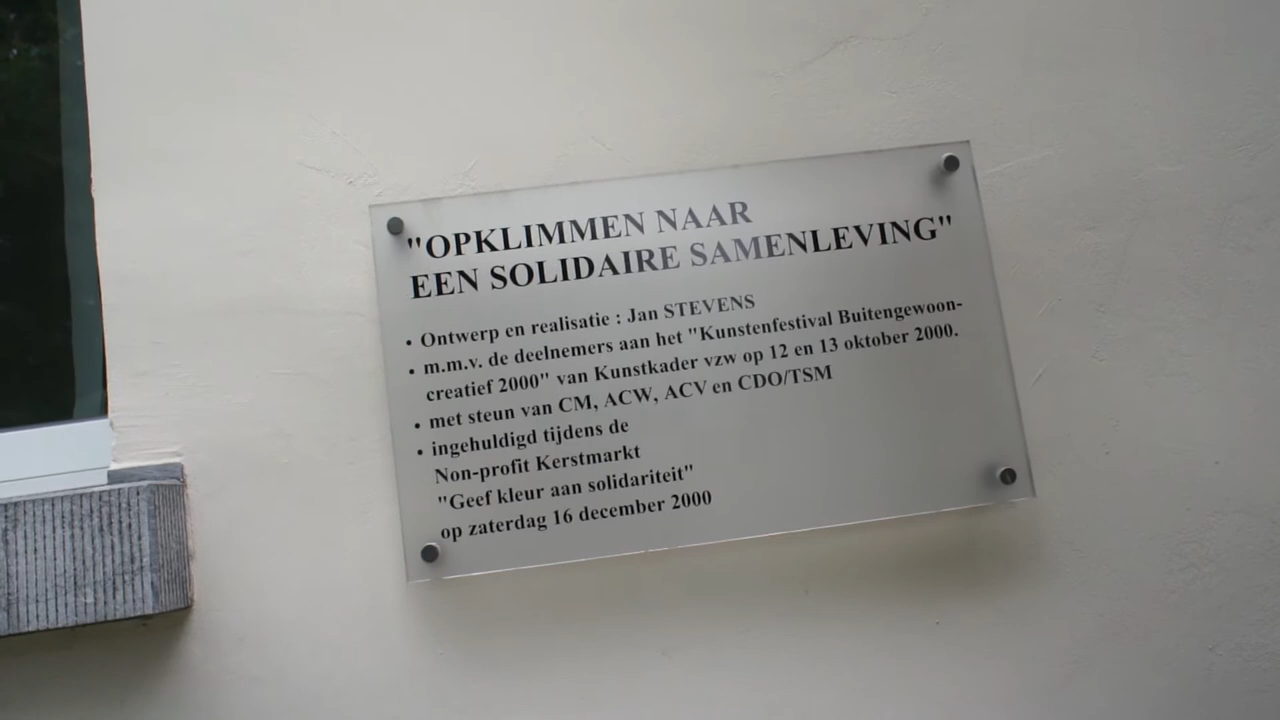 "OPKLIMMEN NAAR
EEN SOLIDAIRE SAMENLEVING"
• Ontwerp en realisatie : Jan STEVENS
• m.m.v. de deelnemers aan het "Kunstenfestival Buitengewoon-
creatief 2000" van Kunstkader vzw op 12 en 13 oktober 2000.
• met steun van CM, ACW, ACV en CDO/TSM
• ingehuldigd tijdens de
Non-profit Kerstmarkt
"Geef kleur aan solidariteit"
op zaterdag 16 december 2000